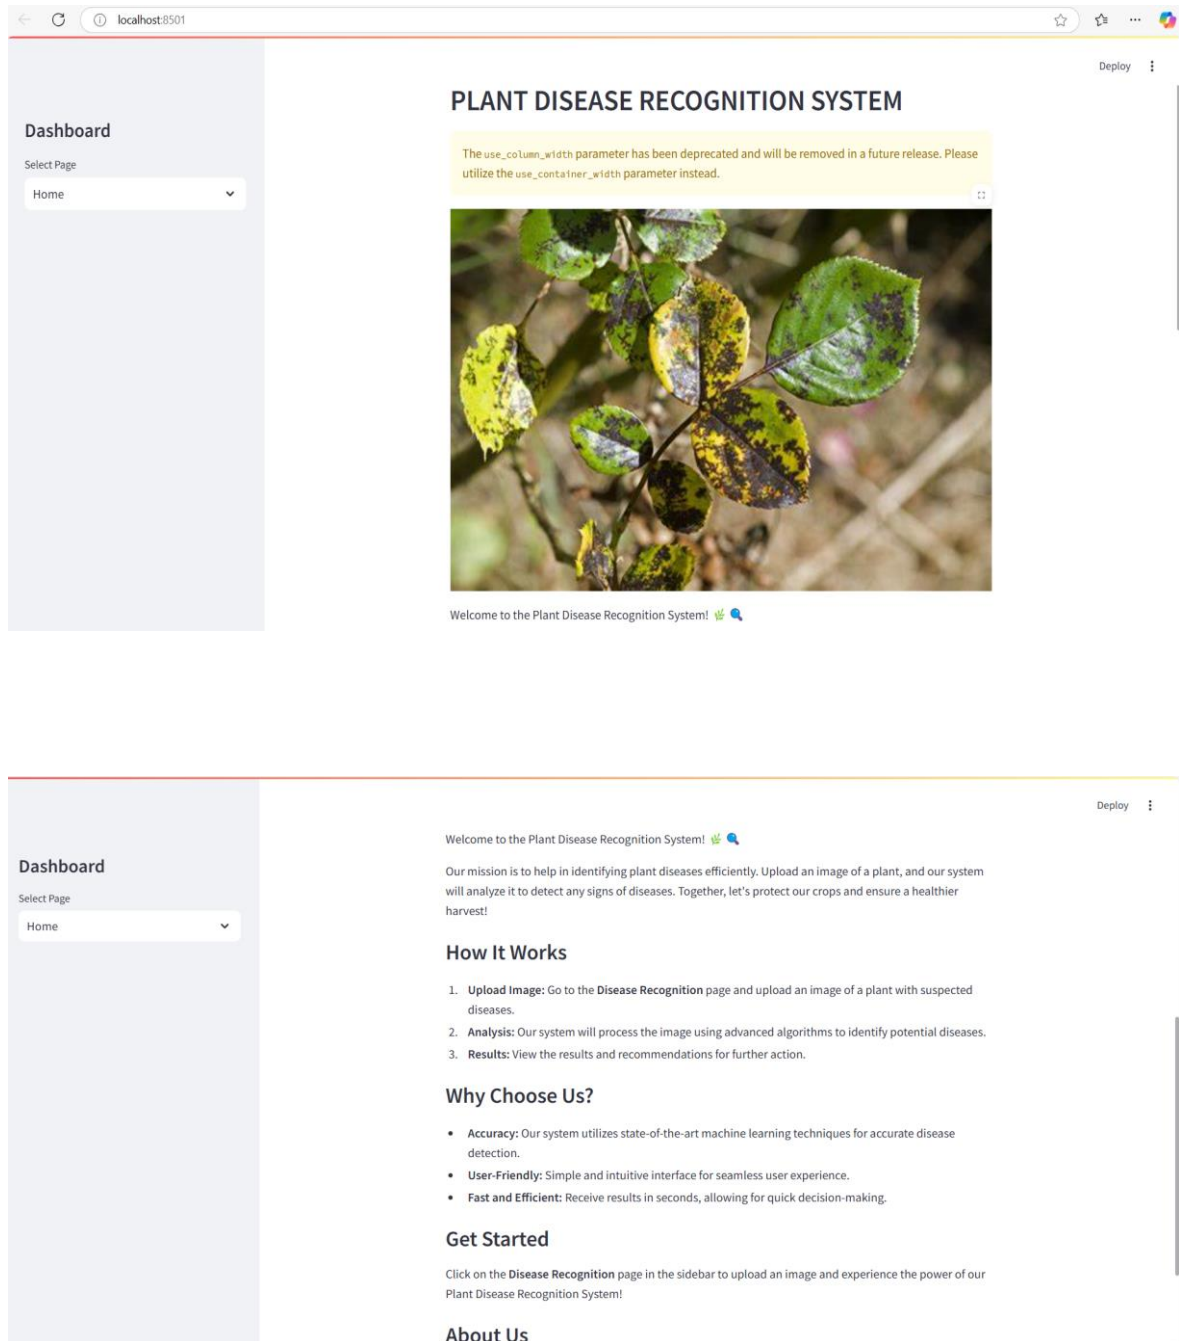 localhost:8501
Deploy
PLANT DISEASE RECOGNITION SYSTEM
Dashboard
Select Page
Home
The use_column_width parameter has been deprecated and will be removed in a future release. Please
utilize the use_container_width parameter instead.
Welcome to the Plant Disease Recognition System! 🌿 🔍
Deploy
Dashboard
Select Page
Home
Welcome to the Plant Disease Recognition System! 🌿 🔍
Our mission is to help in identifying plant diseases efficiently. Upload an image of a plant, and our system
will analyze it to detect any signs of diseases. Together, let's protect our crops and ensure a healthier
harvest!
How It Works
1. Upload Image: Go to the Disease Recognition page and upload an image of a plant with suspected
diseases.
2. Analysis: Our system will process the image using advanced algorithms to identify potential diseases.
3. Results: View the results and recommendations for further action.
Why Choose Us?
• Accuracy: Our system utilizes state-of-the-art machine learning techniques for accurate disease
detection.
• User-Friendly: Simple and intuitive interface for seamless user experience.
• Fast and Efficient: Receive results in seconds, allowing for quick decision-making.
Get Started
Click on the Disease Recognition page in the sidebar to upload an image and experience the power of our
Plant Disease Recognition System!
About Us